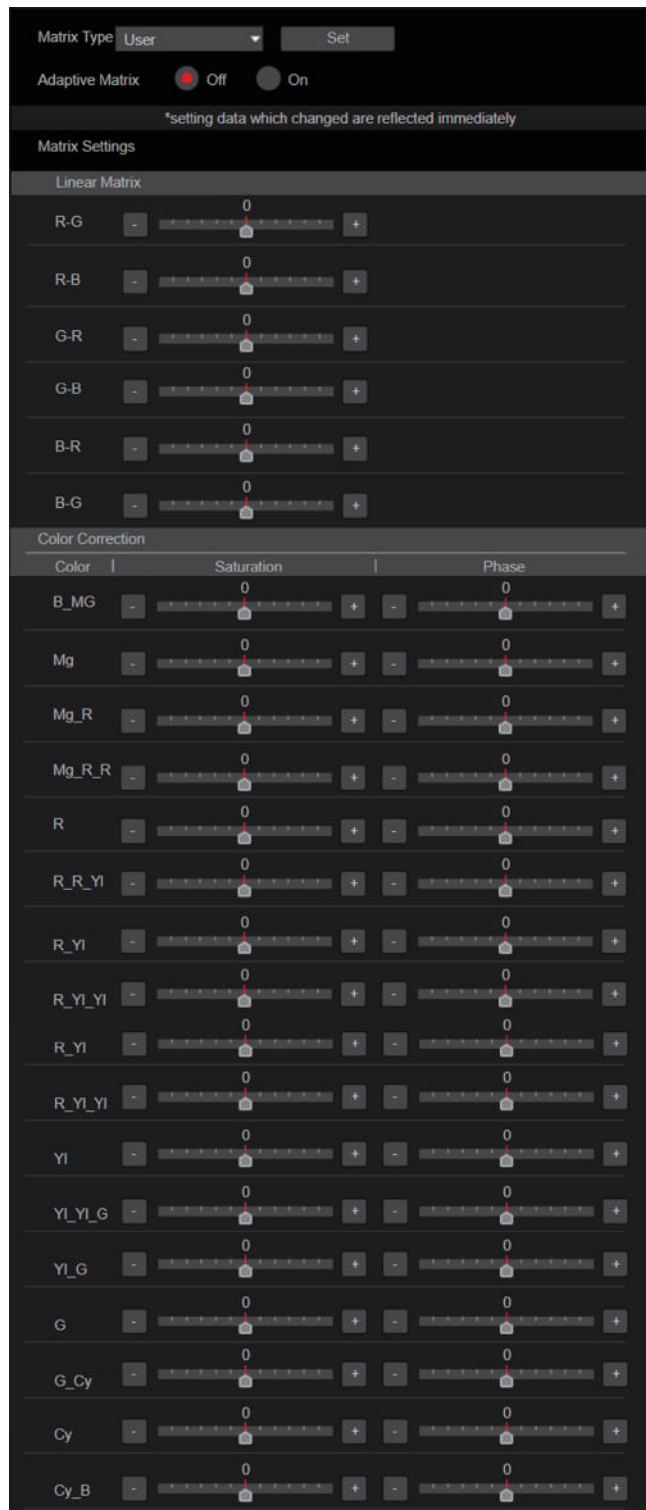 Matrix Type User Set
Adaptive Matrix Off On
*setting data which changed are reflected immediately
Matrix Settings
Linear Matrix
0
R-G - +
0
R-B - +
0
G-R - +
0
G-B - +
0
B-R - +
0
B-G - +
Color Correction
Color | Saturation | Phase
0 0
B_MG - + - +
0 0
Mg - + - +
0 0
Mg_R - + - +
0 0
Mg_R_R - + - +
0 0
R - + - +
0 0
R_R_Yl - + - +
0 0
R_Yl - + - +
0 0
R_Yl_Yl - + - +
0 0
R_Yl - + - +
0 0
R_Yl_Yl - + - +
0 0
Yl - + - +
0 0
Yl_Yl_G - + - +
0 0
Yl_G - + - +
0 0
G - + - +
0 0
G_Cy - + - +
0 0
Cy - + - +
0 0
Cy_B - + - +